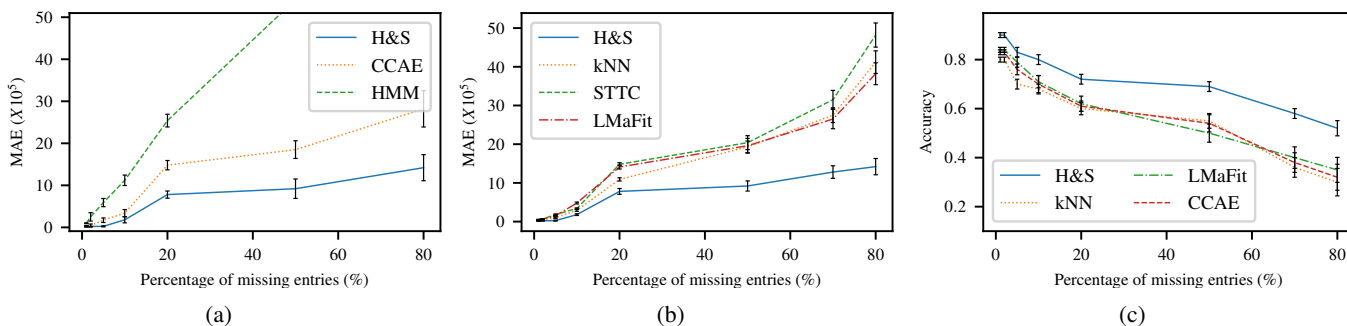 MAE (X10⁵)
50
40
30
20
10
0
H&S
CCAE
HMM
0 20 40 60 80
Percentage of missing entries (%)
(a)
MAE (X10⁵)
50
40
30
20
10
0
H&S
kNN
STTC
LMaFit
0 20 40 60 80
Percentage of missing entries (%)
(b)
Accuracy
0.8
0.6
0.4
0.2
H&S LMaFit
kNN CCAE
0 20 40 60 80
Percentage of missing entries (%)
(c)